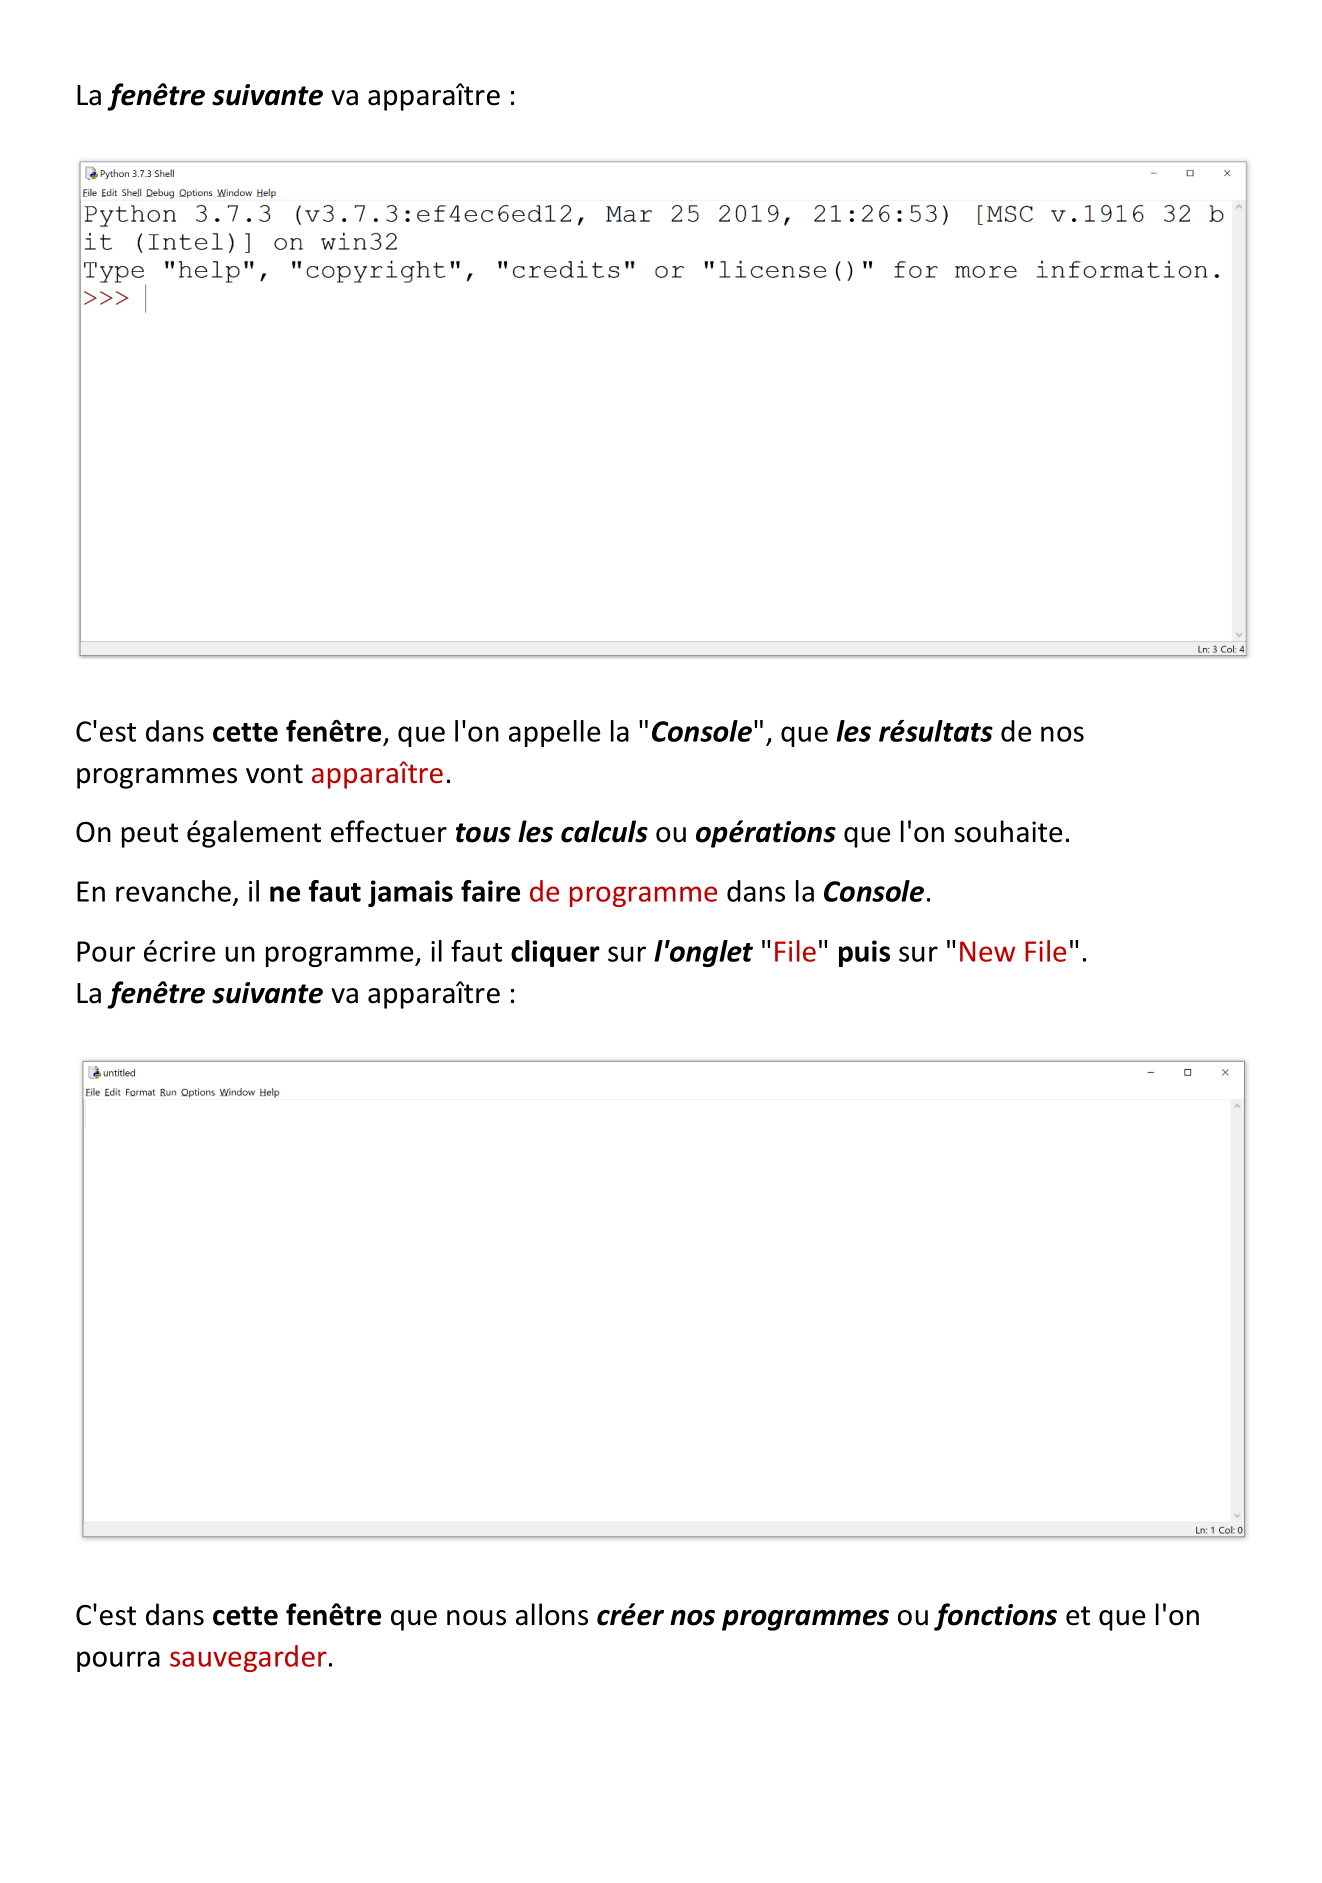 La fenêtre suivante va apparaître :
Python 3.7.3 Shell
File Edit Shell Debug Options Window Help
Python 3.7.3 (v3.7.3:ef4ec6ed12, Mar 25 2019, 21:26:53) [MSC v.1916 32 b
it (Intel)] on win32
Type "help", "copyright", "credits" or "license()" for more information.
>>>
Ln: 3 Col: 4
C'est dans cette fenêtre, que l'on appelle la "Console", que les résultats de nos
programmes vont apparaître.
On peut également effectuer tous les calculs ou opérations que l'on souhaite.
En revanche, il ne faut jamais faire de programme dans la Console.
Pour écrire un programme, il faut cliquer sur l'onglet "File" puis sur "New File".
La fenêtre suivante va apparaître :
untitled
File Edit Format Run Options Window Help
Ln: 1 Col: 0
C'est dans cette fenêtre que nous allons créer nos programmes ou fonctions et que l'on
pourra sauvegarder.